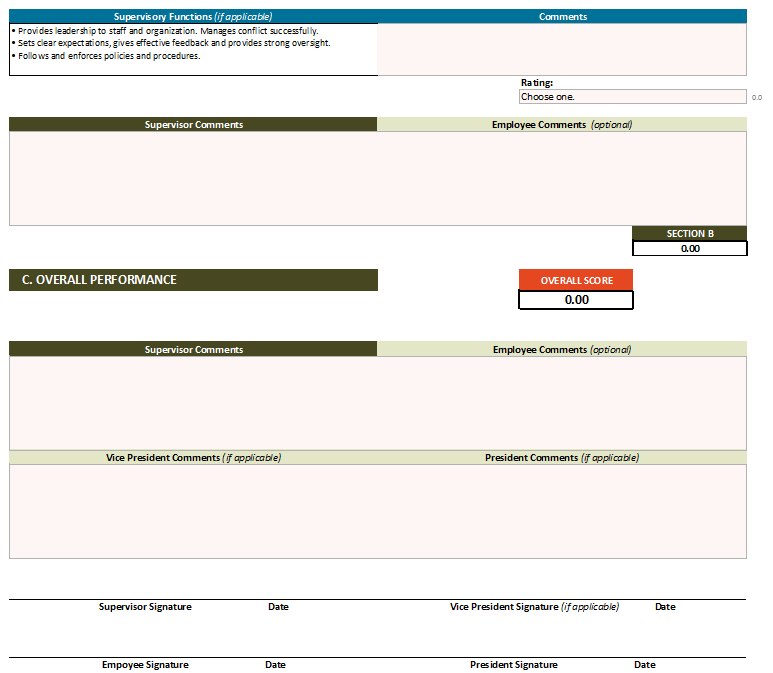 Supervisory Functions (if applicable) Comments
• Provides leadership to staff and organization. Manages conflict successfully.
• Sets clear expectations, gives effective feedback and provides strong oversight.
• Follows and enforces policies and procedures.
Rating:
Choose one. 0.0
Supervisor Comments Employee Comments (optional)
SECTION B
0.00
C. OVERALL PERFORMANCE OVERALL SCORE
0.00
Supervisor Comments Employee Comments (optional)
Vice President Comments (if applicable) President Comments (if applicable)
Supervisor Signature Date Vice President Signature (if applicable) Date
Empoyee Signature Date President Signature Date